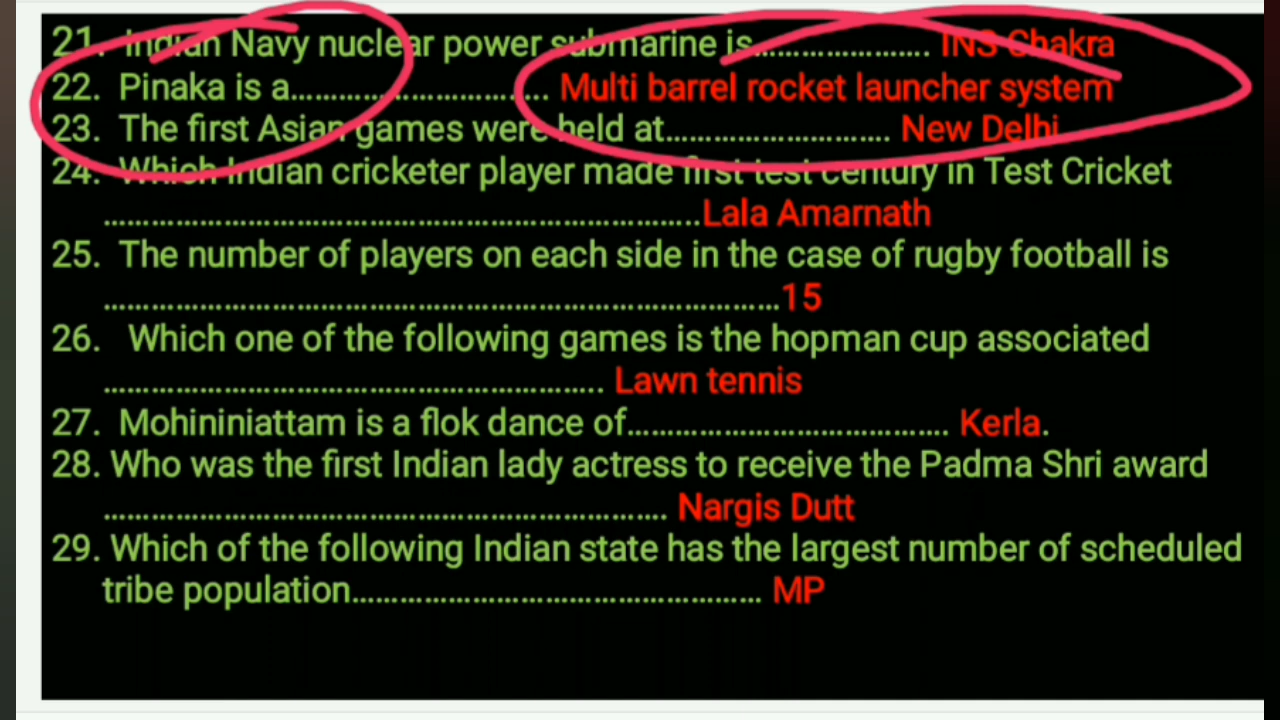 21. Indian Navy nuclear power submarine is........................ INS Chakra
22. Pinaka is a................................. Multi barrel rocket launcher system
23. The first Asian games were held at............................ New Delhi
24. Which Indian cricketer player made first test century in Test Cricket
..........................................................................Lala Amarnath
25. The number of players on each side in the case of rugby football is
....................................................................................15
26. Which one of the following games is the hopman cup associated
.............................................................. Lawn tennis
27. Mohininiattam is a flok dance of........................................ Kerla.
28. Who was the first Indian lady actress to receive the Padma Shri award
...................................................................... Nargis Dutt
29. Which of the following Indian state has the largest number of scheduled
tribe population................................................... MP